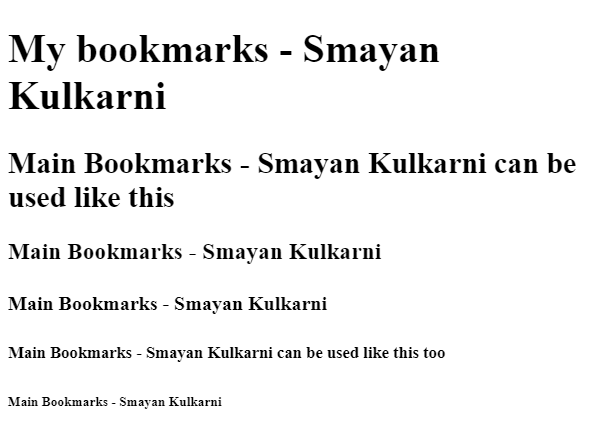 My bookmarks - Smayan
Kulkarni
Main Bookmarks - Smayan Kulkarni can be
used like this
Main Bookmarks - Smayan Kulkarni
Main Bookmarks - Smayan Kulkarni
Main Bookmarks - Smayan Kulkarni can be used like this too
Main Bookmarks - Smayan Kulkarni